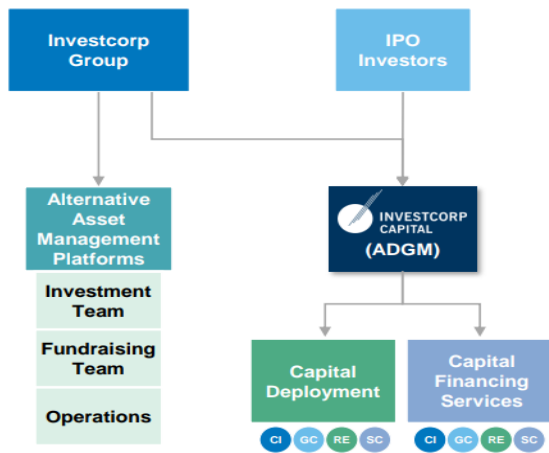 Investcorp
Group
IPO
Investors
Alternative
Asset
Management
Platforms
Investment
Team
Fundraising
Team
Operations
INVESTCORP
CAPITAL
(ADGM)
Capital
Deployment
CI GC RE SC
Capital
Financing
Services
CI GC RE SC